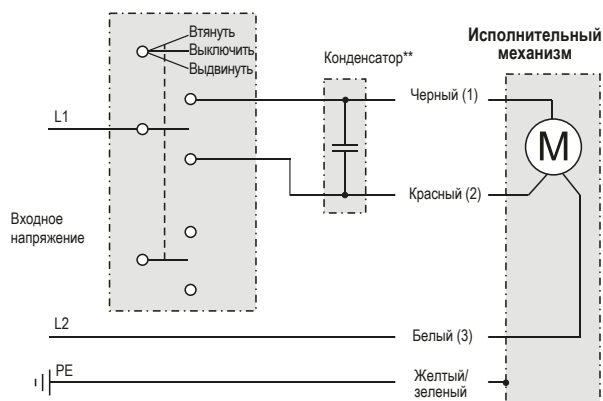 Втянуть
Выключить
Выдвинуть
Конденсатор**
Исполнительный
механизм
Черный (1)
L1
M
Красный (2)
Входное
напряжение
L2
Белый (3)
PE
Желтый/
зеленый